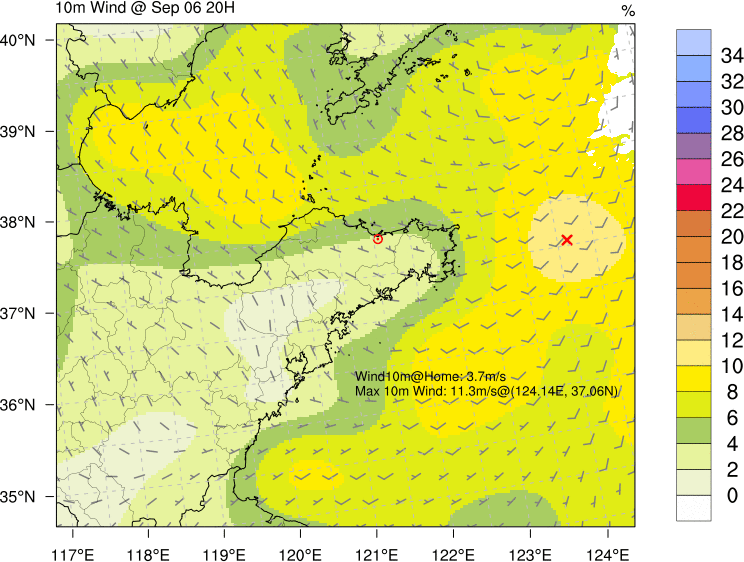 10m Wind @ Sep 06 20H
%
40°N
39°N
38°N
37°N
36°N
35°N
Wind10m@Home: 3.7m/s
Max 10m Wind: 11.3m/s@(124.14E, 37.06N)
117°E 118°E 119°E 120°E 121°E 122°E 123°E 124°E
34
32
30
28
26
24
22
20
18
16
14
12
10
8
6
4
2
0